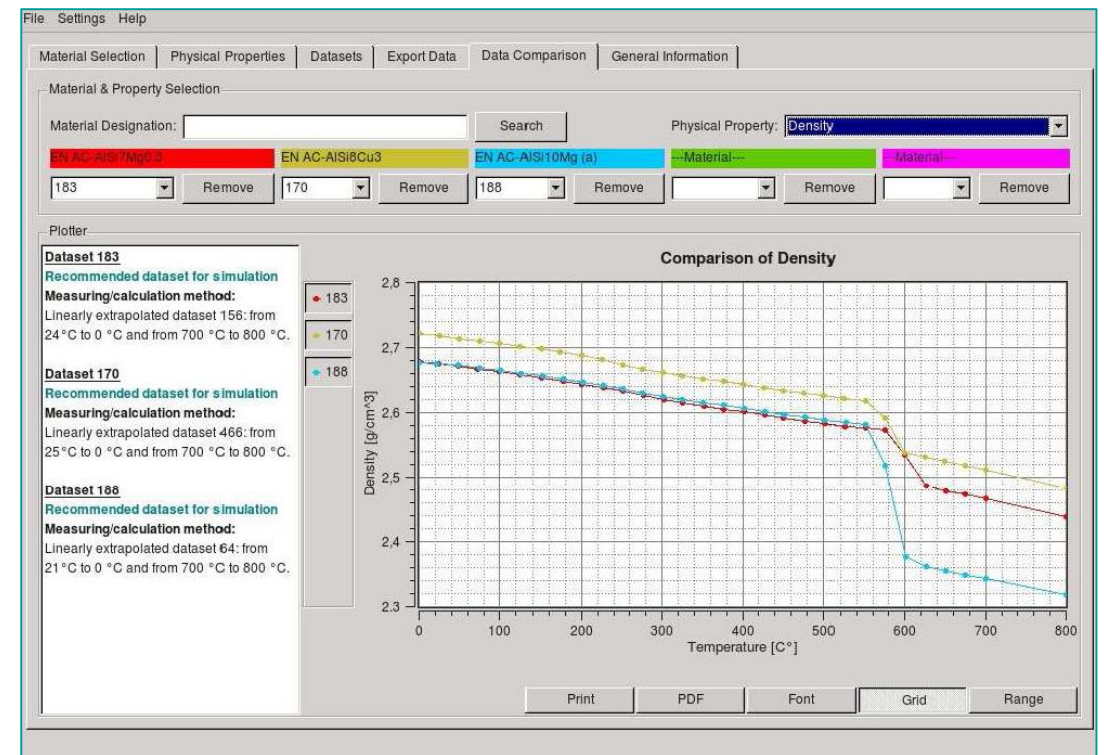 File Settings Help
Material Selection Physical Properties Datasets Export Data Data Comparison General Information
Material & Property Selection
Material Designation: Search Physical Property: Density
EN AC-AlSi7Mg0.3 EN AC-AlSi8Cu3 EN AC-AlSi10Mg (a) ---Material--- ---Material---
183 Remove 170 Remove 188 Remove Remove Remove
Plotter
Dataset 183
Recommended dataset for simulation
Measuring/calculation method:
Linearly extrapolated dataset 156: from
24°C to 0 °C and from 700 °C to 800 °C.
Dataset 170
Recommended dataset for simulation
Measuring/calculation method:
Linearly extrapolated dataset 466: from
25°C to 0 °C and from 700 °C to 800 °C.
Dataset 188
Recommended dataset for simulation
Measuring/calculation method:
Linearly extrapolated dataset 64: from
21°C to 0 °C and from 700 °C to 800 °C.
183
170
188
Comparison of Density
Density [g/cm^3]
2,8
2,7
2,6
2,5
2,4
2.3
0 100 200 300 400 500 600 700 800
Temperature [C°]
Print PDF Font Grid Range